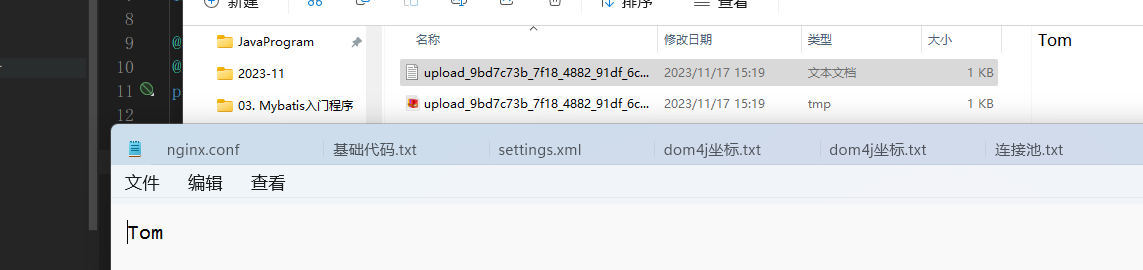 新建
排序
查看
8
9 @
10 @
11 p
12
JavaProgram
2023-11
03. Mybatis入门程序
名称 修改日期 类型 大小
upload_9bd7c73b_7f18_4882_91df_6c... 2023/11/17 15:19 文本文档 1 KB
upload_9bd7c73b_7f18_4882_91df_6c... 2023/11/17 15:19 tmp 1 KB
Tom
nginx.conf 基础代码.txt settings.xml dom4j坐标.txt dom4j坐标.txt 连接池.txt
文件 编辑 查看
Tom